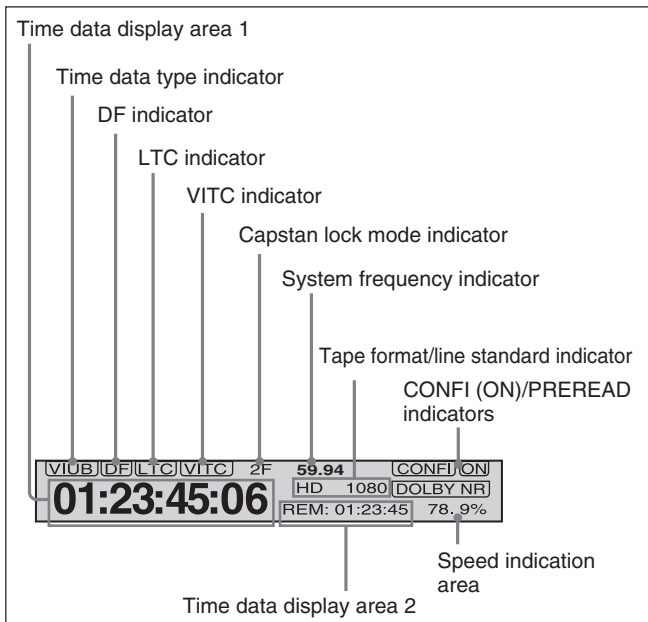 Time data display area 1
Time data type indicator
DF indicator
LTC indicator
VITC indicator
Capstan lock mode indicator
System frequency indicator
Tape format/line standard indicator
CONFI (ON)/PREREAD
indicators
VIUB DF LTC VITC 2F 59.94 CONFI ON
HD 1080 DOLBY NR
01:23:45:06
REM: 01:23:45 78.9%
Speed indication
area
Time data display area 2